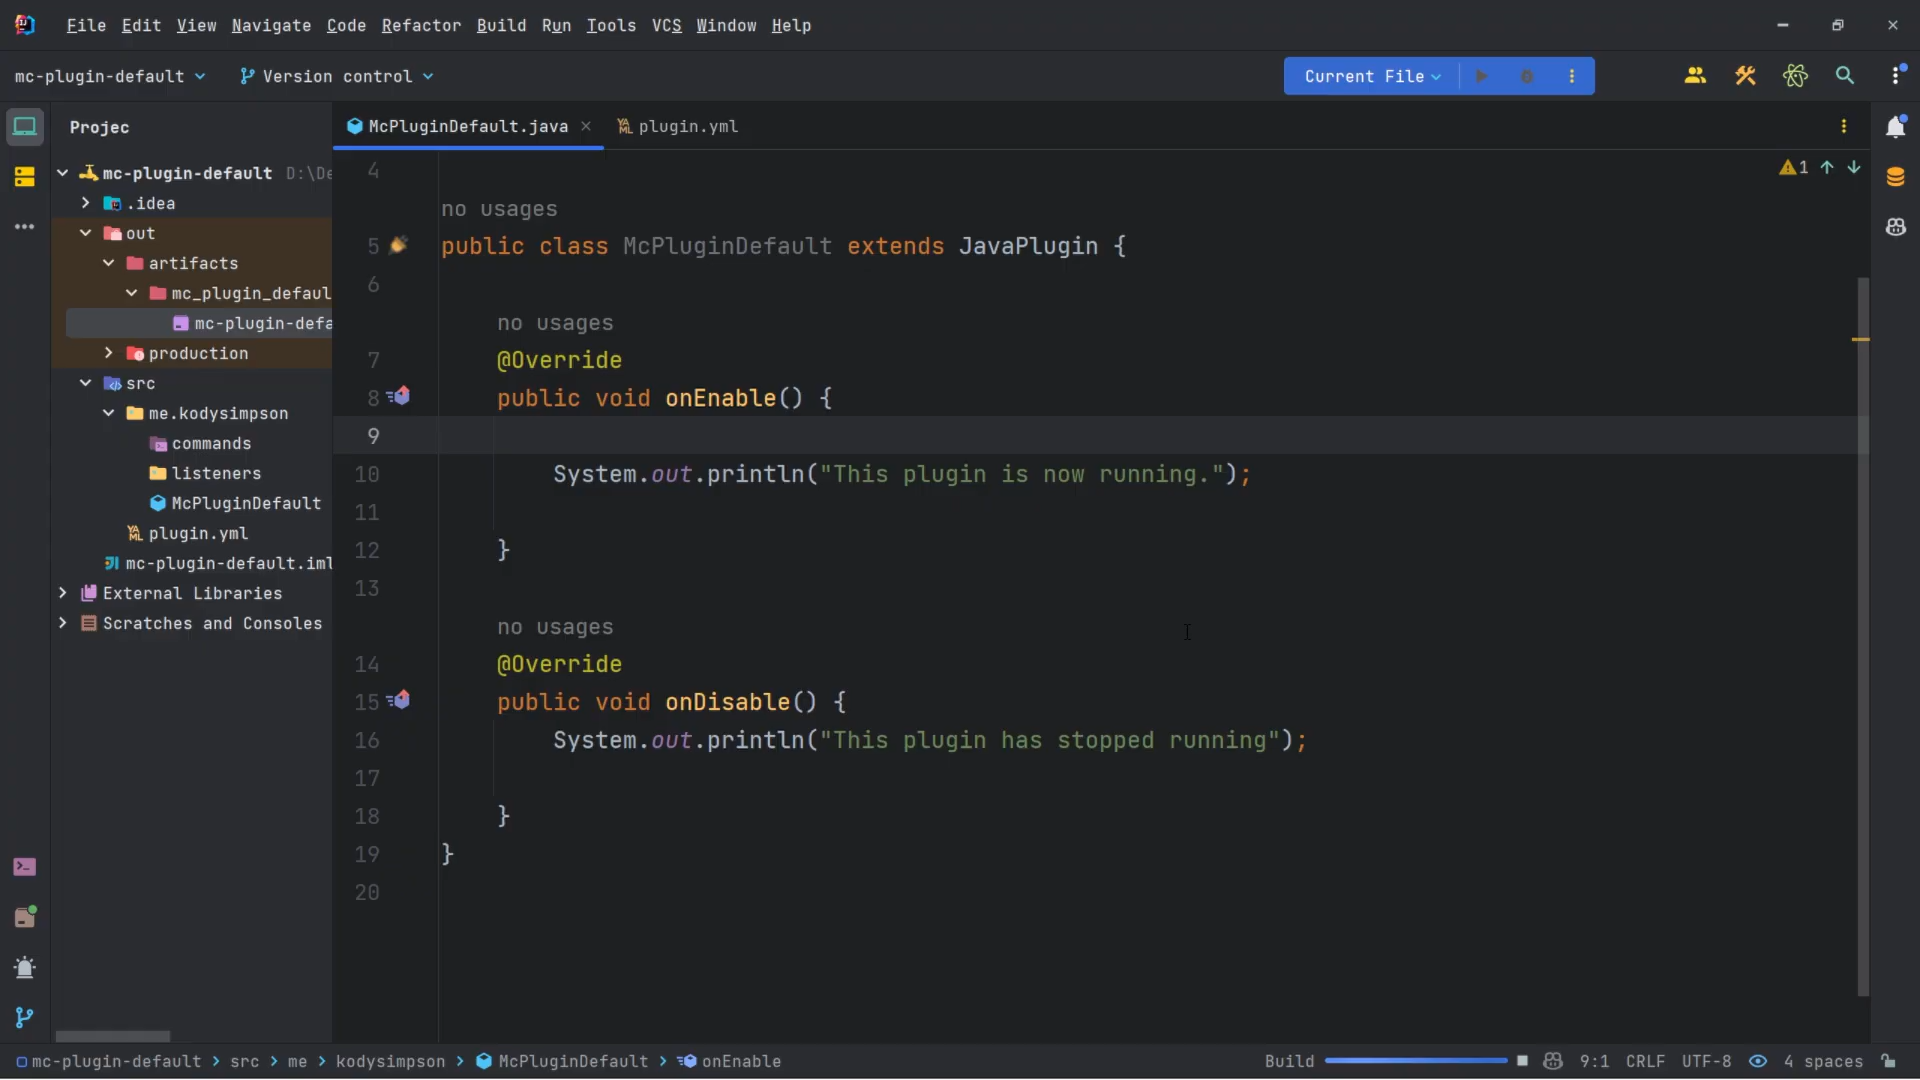 File Edit View Navigate Code Refactor Build Run Tools VCS Window Help
mc-plugin-default Version control Current File
Projec
McPluginDefault.java plugin.yml
mc-plugin-default D:\De
.idea
out
artifacts
mc_plugin_defaul
mc-plugin-defa
production
src
me.kodysimpson
commands
listeners
McPluginDefault
plugin.yml
mc-plugin-default.iml
External Libraries
Scratches and Consoles
1
4
no usages
5 public class McPluginDefault extends JavaPlugin {
6
no usages
7 @Override
8 public void onEnable() {
9
10 System.out.println("This plugin is now running.");
11
12 }
13
no usages
14 @Override
15 public void onDisable() {
16 System.out.println("This plugin has stopped running");
17
18 }
19 }
20
mc-plugin-default > src > me > kodysimpson > McPluginDefault > onEnable
Build 9:1 CRLF UTF-8 4 spaces